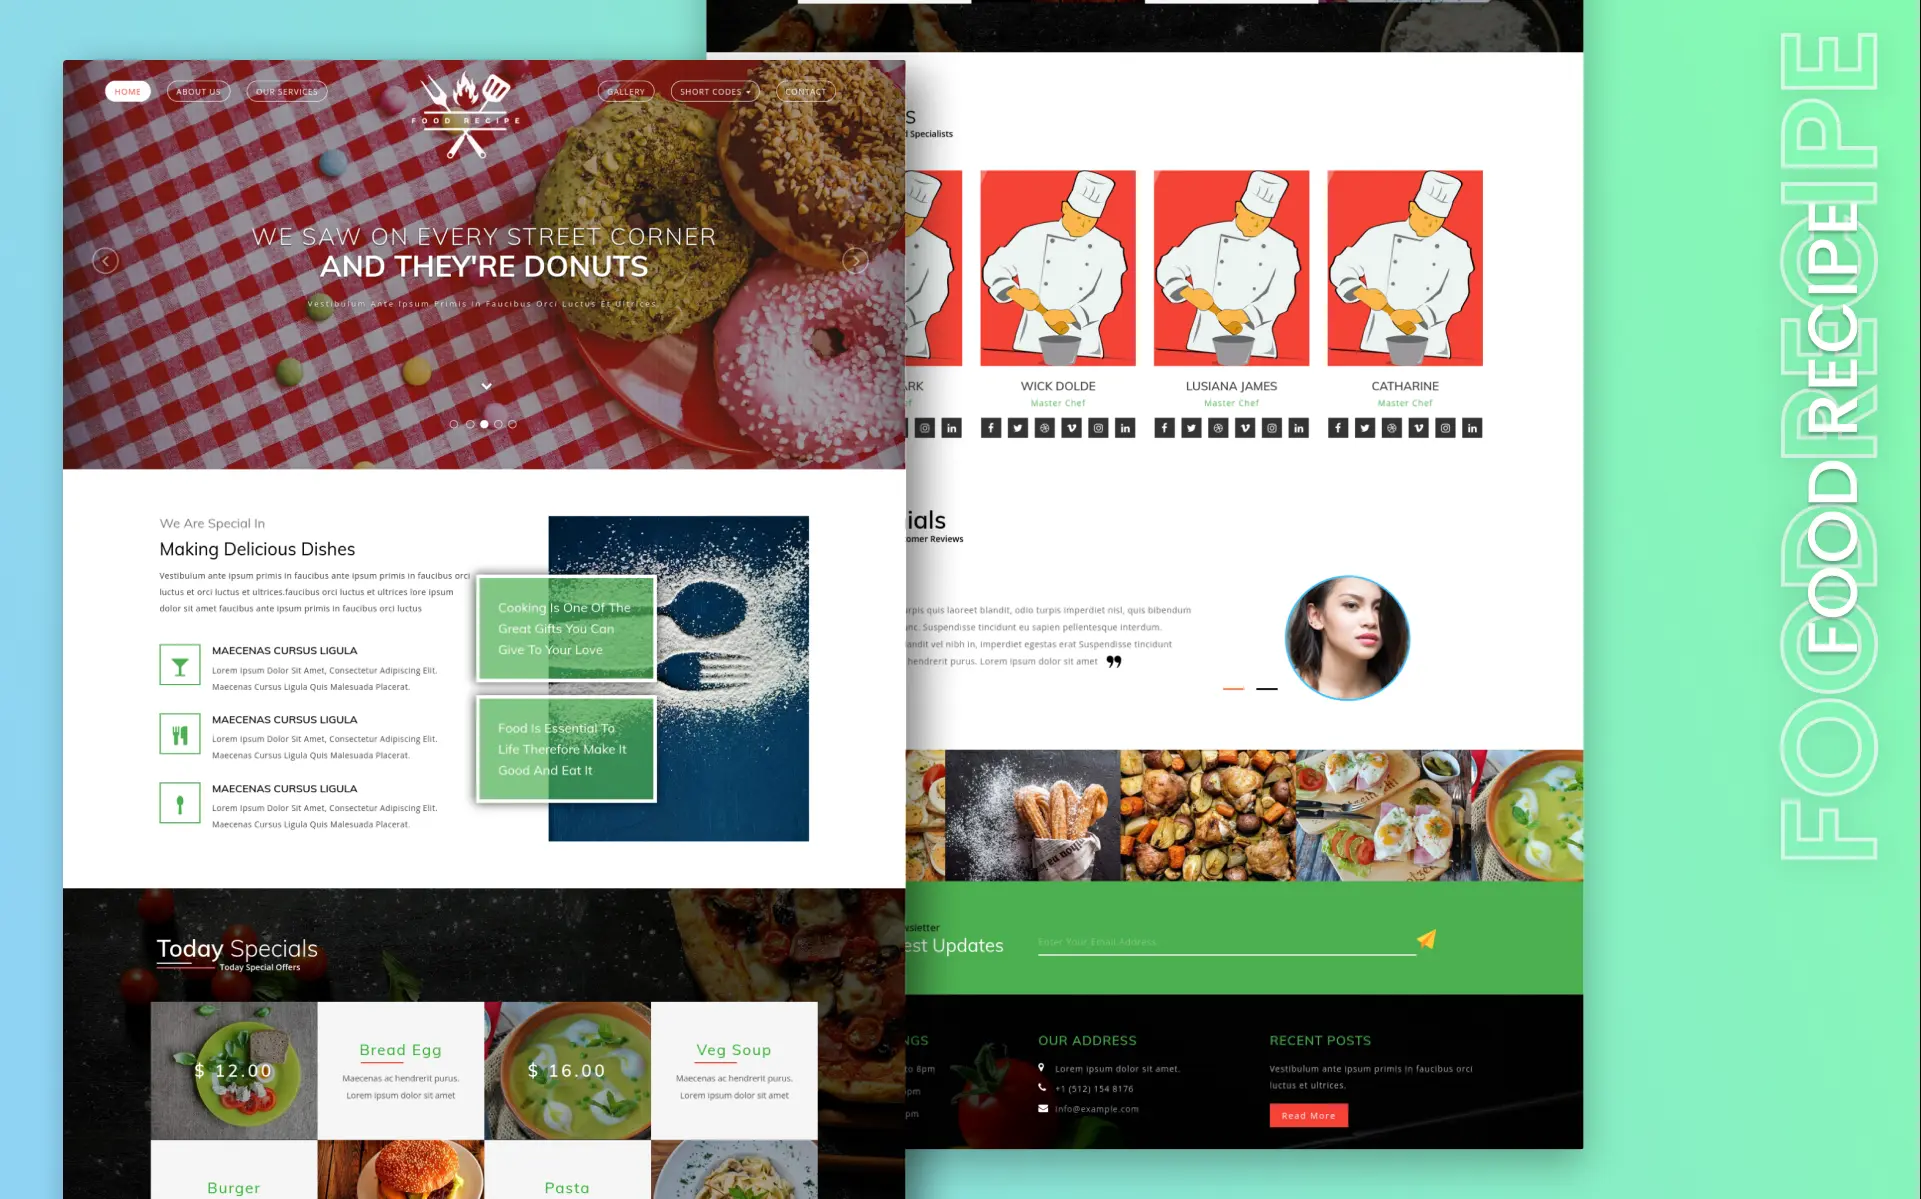 HOME
ABOUT US
OUR SERVICES
FOOD RECIPE
GALLERY
SHORT CODES
CONTACT
WE SAW ON EVERY STREET CORNER
AND THEY'RE DONUTS
Vestibulum Ante Ipsum Primis In Faucibus Orci Luctus Et Ultrices
We Are Special In
Making Delicious Dishes
Vestibulum ante ipsum primis in faucibus ante ipsum primis in faucibus orci
luctus et orci luctus et ultrices.faucibus orci luctus et ultrices lore ipsum
dolor sit amet faucibus ante ipsum primis in faucibus orci luctus
MAECENAS CURSUS LIGULA
Lorem Ipsum Dolor Sit Amet, Consectetur Adipiscing Elit.
Maecenas Cursus Ligula Quis Malesuada Placerat.
MAECENAS CURSUS LIGULA
Lorem Ipsum Dolor Sit Amet, Consectetur Adipiscing Elit.
Maecenas Cursus Ligula Quis Malesuada Placerat.
MAECENAS CURSUS LIGULA
Lorem Ipsum Dolor Sit Amet, Consectetur Adipiscing Elit.
Maecenas Cursus Ligula Quis Malesuada Placerat.
Cooking Is One Of The
Great Gifts You Can
Give To Your Love
Food Is Essential To
Life Therefore Make It
Good And Eat It
Today Specials
Today Special Offers
$ 12.00
Bread Egg
Maecenas ac hendrerit purus.
Lorem ipsum dolor sit amet
$ 16.00
Veg Soup
Maecenas ac hendrerit purus.
Lorem ipsum dolor sit amet
Burger
Pasta
s
d Specialists
ARK
ef
WICK DOLDE
Master Chef
LUSIANA JAMES
Master Chef
CATHARINE
Master Chef
ials
tomer Reviews
urpis quis laoreet blandit, odio turpis imperdiet nisl, quis bibendum
unc. Suspendisse tincidunt eu sapien pellentesque interdum.
andit vel nibh in, imperdiet egestas erat Suspendisse tincidunt
hendrerit purus. Lorem ipsum dolor sit amet
wsletter
est Updates
Enter Your Email Address
NGS
to 8pm
pm
pm
OUR ADDRESS
Lorem ipsum dolor sit amet.
+1 (512) 154 8176
info@example.com
RECENT POSTS
Vestibulum ante ipsum primis in faucibus orci
luctus et ultrices.
Read More
FOOD RECIPE
FOOD RECIPE